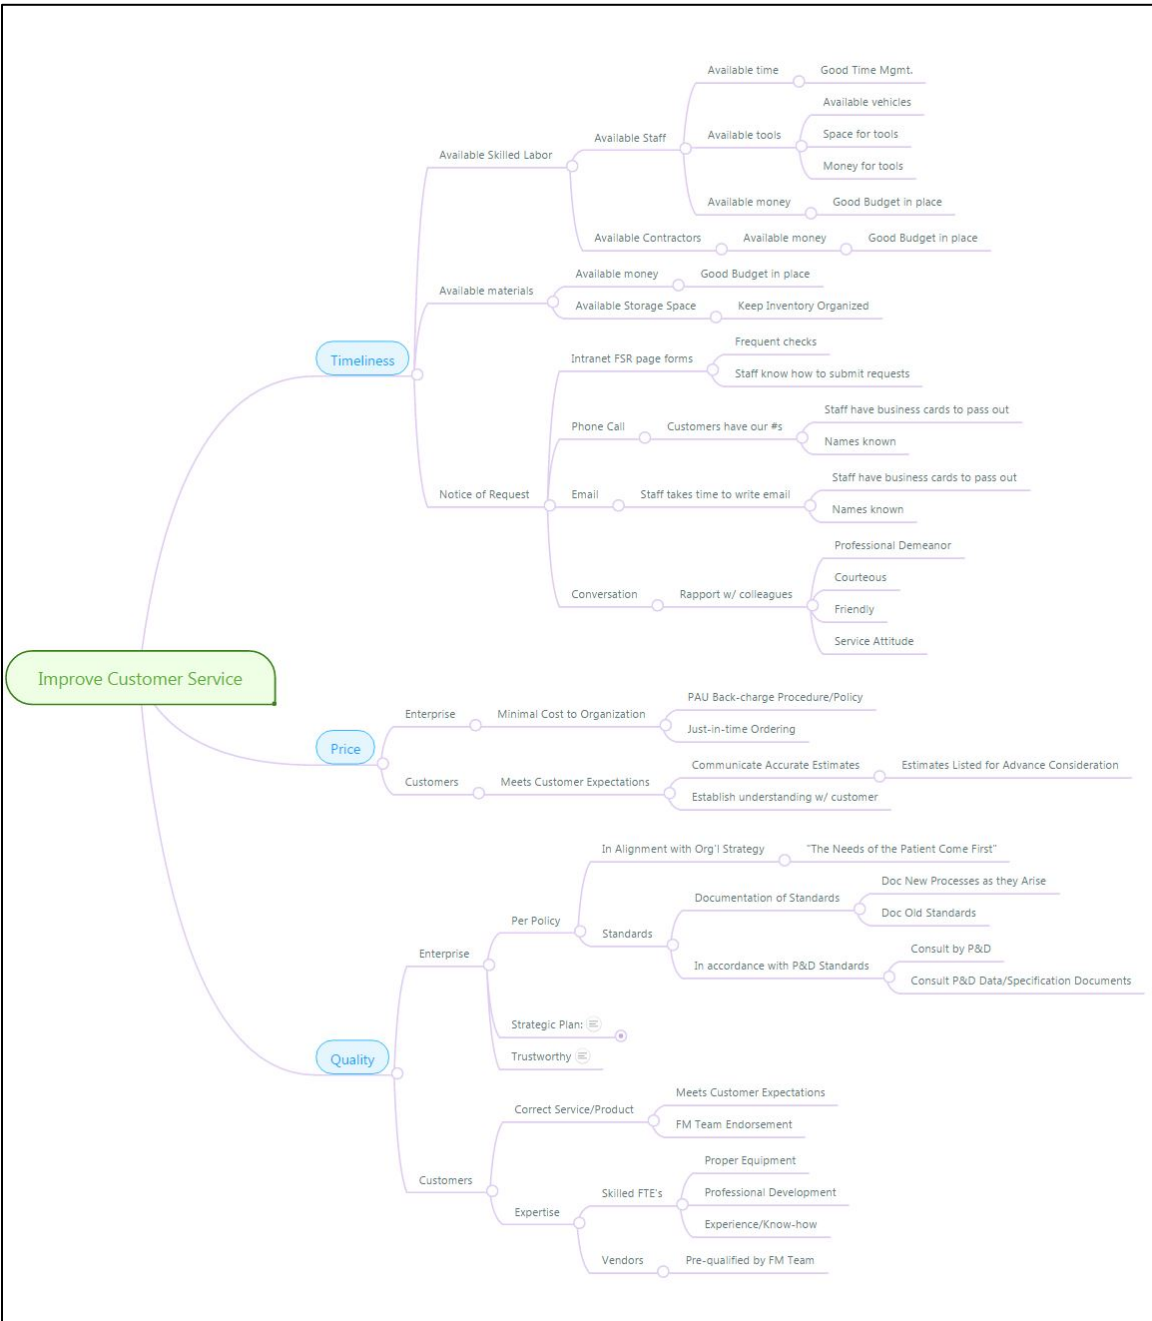 Available time
Good Time Mgmt.
Available vehicles
Available Staff
Available tools
Space for tools
Available Skilled Labor
Money for tools
Available money
Good Budget in place
Available Contractors
Available money
Good Budget in place
Available materials
Available money
Good Budget in place
Available Storage Space
Keep Inventory Organized
Timeliness
Intranet FSR page forms
Frequent checks
Staff know how to submit requests
Phone Call
Customers have our #s
Staff have business cards to pass out
Names known
Notice of Request
Email
Staff takes time to write email
Staff have business cards to pass out
Names known
Conversation
Rapport w/ colleagues
Professional Demeanor
Courteous
Friendly
Service Attitude
Improve Customer Service
Price
Enterprise
Minimal Cost to Organization
PAU Back-charge Procedure/Policy
Just-in-time Ordering
Customers
Meets Customer Expectations
Communicate Accurate Estimates
Estimates Listed for Advance Consideration
Establish understanding w/ customer
Quality
Enterprise
Per Policy
In Alignment with Org'l Strategy
"The Needs of the Patient Come First"
Standards
Documentation of Standards
Doc New Processes as they Arise
Doc Old Standards
In accordance with P&D Standards
Consult by P&D
Consult P&D Data/Specification Documents
Strategic Plan:
Trustworthy
Customers
Correct Service/Product
Meets Customer Expectations
FM Team Endorsement
Expertise
Skilled FTE's
Proper Equipment
Professional Development
Experience/Know-how
Vendors
Pre-qualified by FM Team